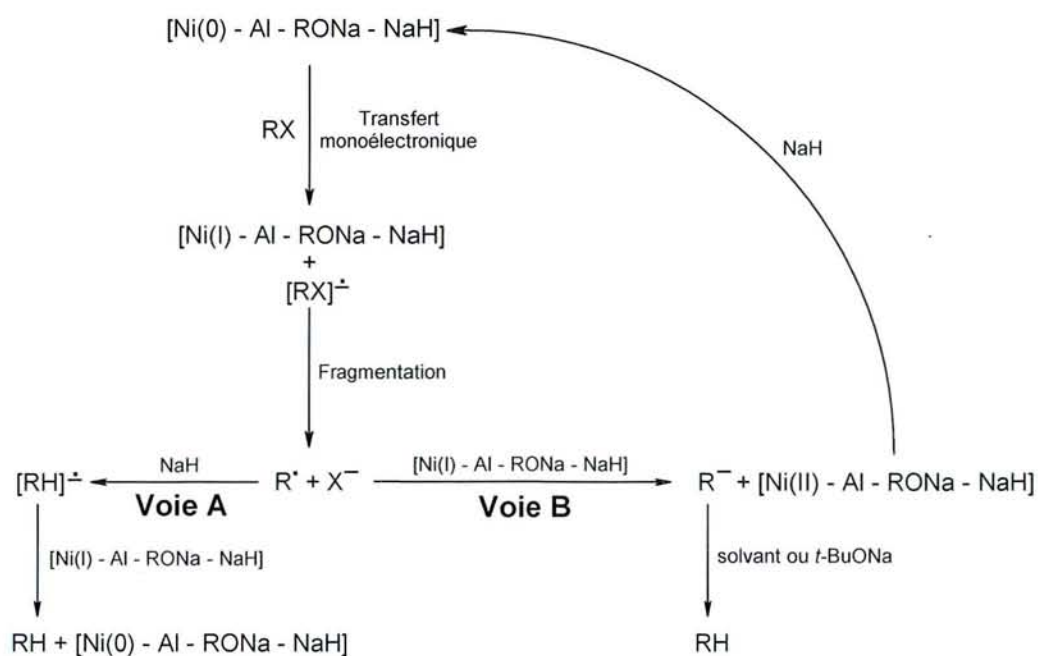 [Ni(0) - Al - RONa - NaH]
RX
Transfert
monoélectronique
NaH
[Ni(I) - Al - RONa - NaH]
+
[RX]∸
Fragmentation
[RH]∸
NaH
Voie A
R• + X−
[Ni(I) - Al - RONa - NaH]
Voie B
R− + [Ni(II) - Al - RONa - NaH]
[Ni(I) - Al - RONa - NaH]
solvant ou t-BuONa
RH + [Ni(0) - Al - RONa - NaH]
RH